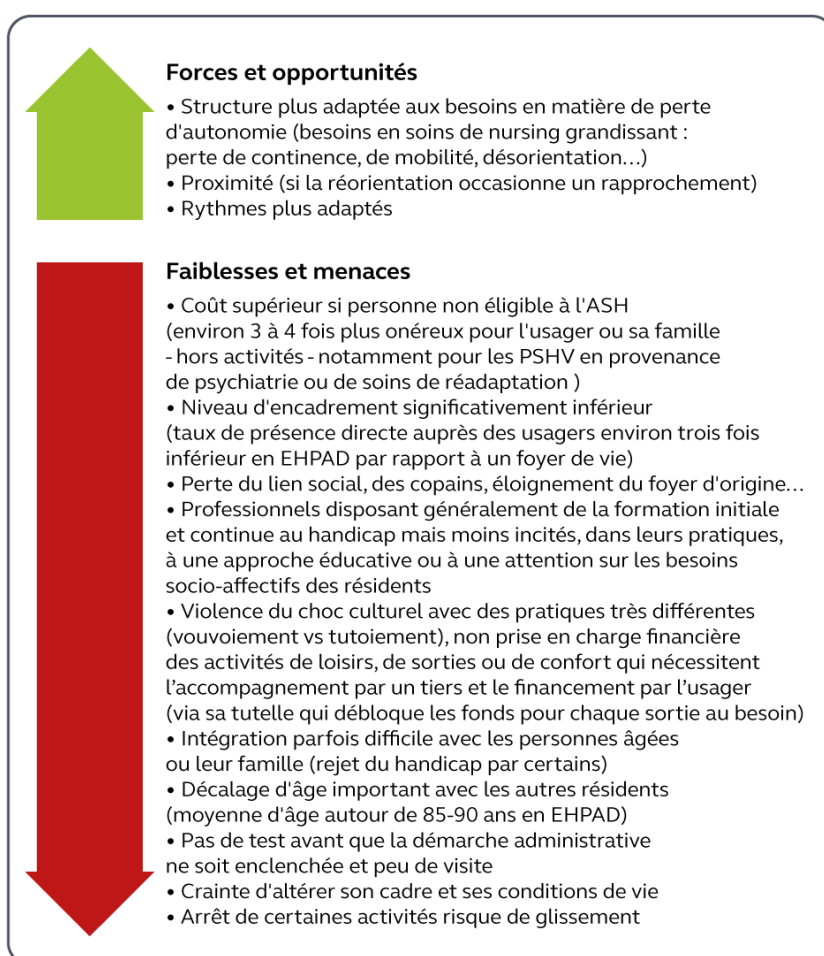 Forces et opportunités
• Structure plus adaptée aux besoins en matière de perte
d'autonomie (besoins en soins de nursing grandissant :
perte de continence, de mobilité, désorientation...)
• Proximité (si la réorientation occasionne un rapprochement)
• Rythmes plus adaptés
Faiblesses et menaces
• Coût supérieur si personne non éligible à l'ASH
(environ 3 à 4 fois plus onéreux pour l'usager ou sa famille
- hors activités - notamment pour les PSHV en provenance
de psychiatrie ou de soins de réadaptation )
• Niveau d'encadrement significativement inférieur
(taux de présence directe auprès des usagers environ trois fois
inférieur en EHPAD par rapport à un foyer de vie)
• Perte du lien social, des copains, éloignement du foyer d'origine...
• Professionnels disposant généralement de la formation initiale
et continue au handicap mais moins incités, dans leurs pratiques,
à une approche éducative ou à une attention sur les besoins
socio-affectifs des résidents
• Violence du choc culturel avec des pratiques très différentes
(vouvoiement vs tutoiement), non prise en charge financière
des activités de loisirs, de sorties ou de confort qui nécessitent
l’accompagnement par un tiers et le financement par l’usager
(via sa tutelle qui débloque les fonds pour chaque sortie au besoin)
• Intégration parfois difficile avec les personnes âgées
ou leur famille (rejet du handicap par certains)
• Décalage d'âge important avec les autres résidents
(moyenne d'âge autour de 85-90 ans en EHPAD)
• Pas de test avant que la démarche administrative
ne soit enclenchée et peu de visite
• Crainte d'altérer son cadre et ses conditions de vie
• Arrêt de certaines activités risque de glissement